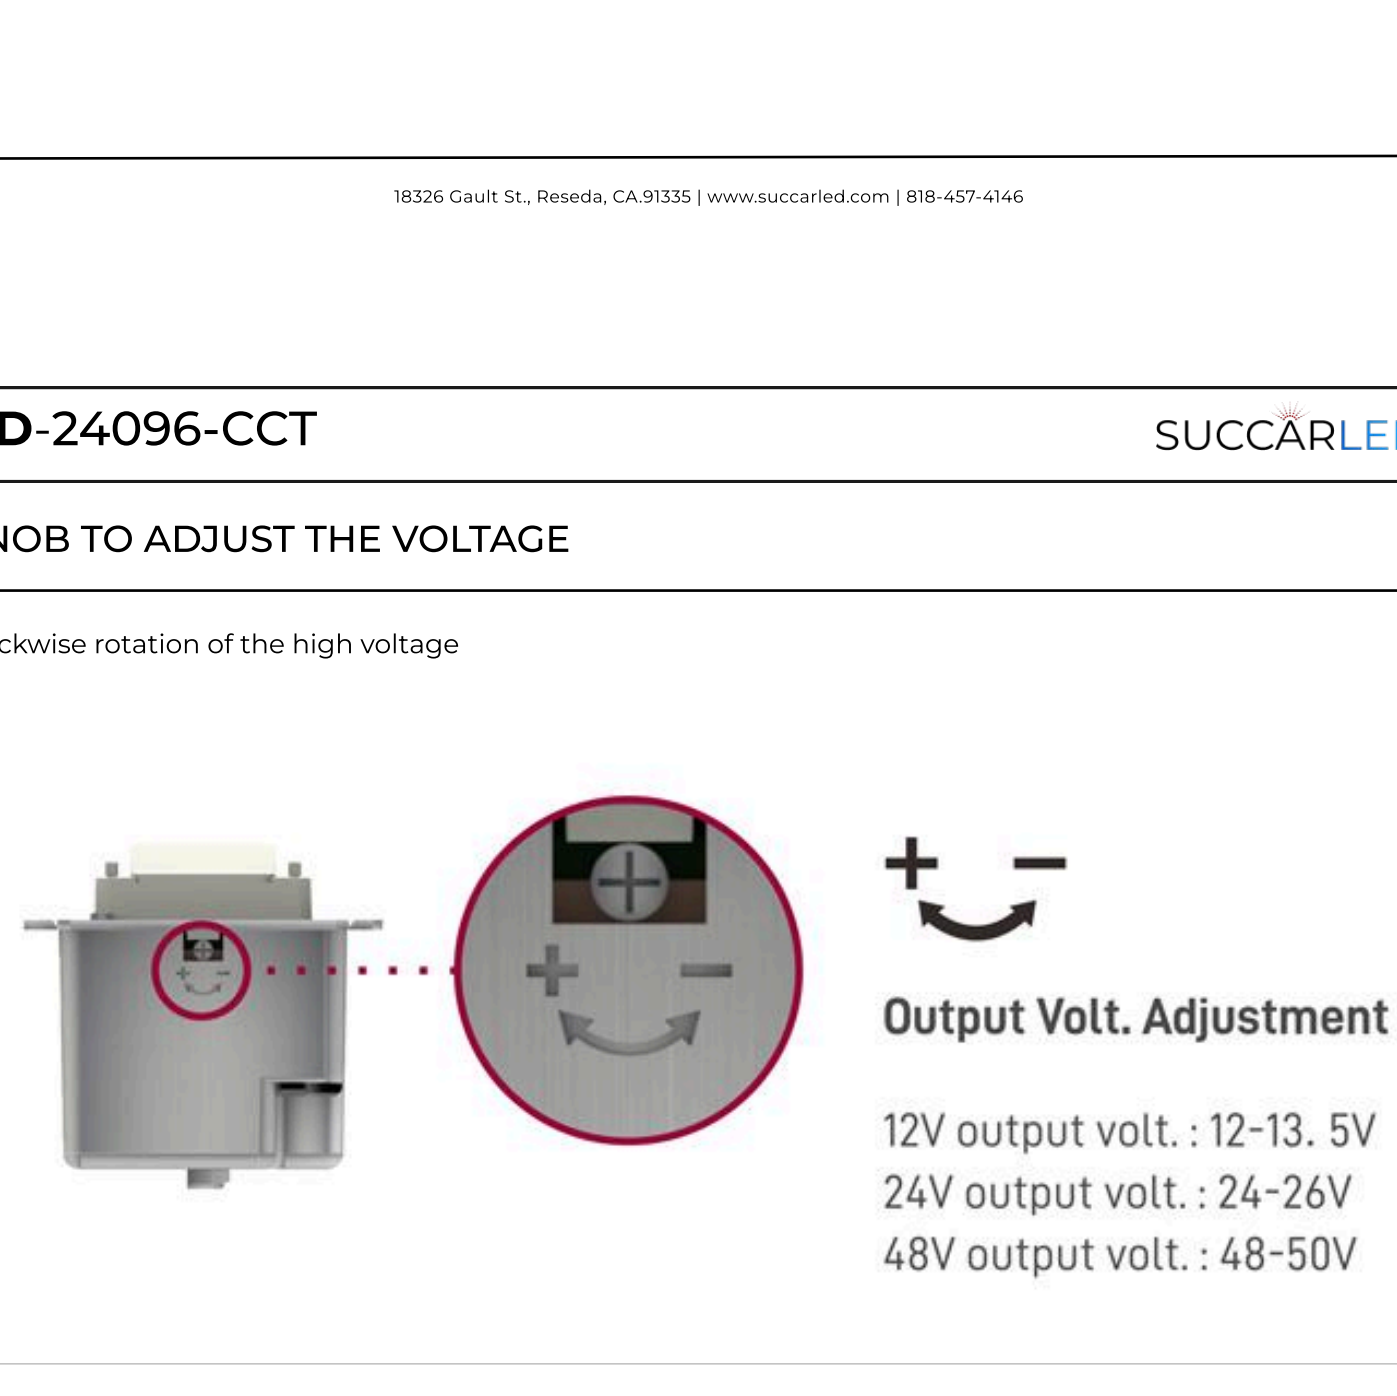 18326 Gault St., Reseda, CA.91335 | www.succarled.com | 818-457-4146
D-24096-CCT
SUCCARLE
NOB TO ADJUST THE VOLTAGE
ckwise rotation of the high voltage
+ −
+ −
+ −
Output Volt. Adjustment
12V output volt. : 12-13. 5V
24V output volt. : 24-26V
48V output volt. : 48-50V